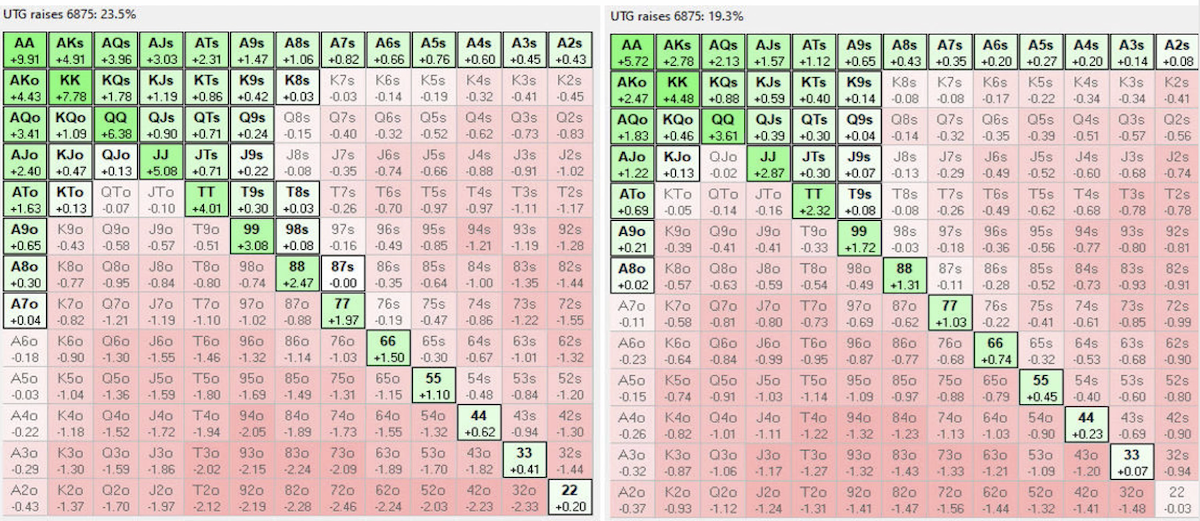 UTG raises 6875: 23.5%
AA AKs AQs AJs ATs A9s A8s A7s A6s A5s A4s A3s A2s
+9.91 +4.91 +3.96 +3.03 +2.31 +1.47 +1.06 +0.82 +0.66 +0.76 +0.60 +0.45 +0.43
AKo KK KQs KJs KTs K9s K8s K7s K6s K5s K4s K3s K2s
+4.43 +7.78 +1.78 +1.19 +0.86 +0.42 +0.03 -0.03 -0.14 -0.19 -0.32 -0.41 -0.45
AQo KQo QQ QJs QTs Q9s Q8s Q7s Q6s Q5s Q4s Q3s Q2s
+3.41 +1.09 +6.38 +0.90 +0.71 +0.24 -0.15 -0.40 -0.32 -0.52 -0.62 -0.73 -0.83
AJo KJo QJo JJ JTs J9s J8s J7s J6s J5s J4s J3s J2s
+2.40 +0.47 +0.13 +5.08 +0.71 +0.22 -0.08 -0.35 -0.74 -0.66 -0.88 -0.91 -1.02
ATo KTo QTo JTo TT T9s T8s T7s T6s T5s T4s T3s T2s
+1.63 +0.13 -0.07 -0.10 +4.01 +0.30 +0.03 -0.26 -0.70 -0.97 -0.97 -1.11 -1.17
A9o K9o Q9o J9o T9o 99 98s 97s 96s 95s 94s 93s 92s
+0.65 -0.43 -0.58 -0.57 -0.51 +3.08 +0.08 -0.16 -0.49 -0.85 -1.21 -1.19 -1.28
A8o K8o Q8o J8o T8o 98o 88 87s 86s 85s 84s 83s 82s
+0.30 -0.77 -0.95 -0.84 -0.80 -0.74 +2.47 -0.00 -0.35 -0.64 -1.00 -1.35 -1.44
A7o K7o Q7o J7o T7o 97o 87o 77 76s 75s 74s 73s 72s
+0.04 -0.82 -1.21 -1.19 -1.10 -1.02 -0.88 +1.97 -0.19 -0.47 -0.86 -1.22 -1.55
A6o K6o Q6o J6o T6o 96o 86o 76o 66 65s 64s 63s 62s
-0.18 -0.90 -1.30 -1.55 -1.46 -1.32 -1.14 -1.03 +1.50 -0.30 -0.67 -1.01 -1.32
A5o K5o Q5o J5o T5o 95o 85o 75o 65o 55 54s 53s 52s
-0.03 -1.04 -1.36 -1.59 -1.80 -1.69 -1.49 -1.31 -1.15 +1.10 -0.48 -0.84 -1.20
A4o K4o Q4o J4o T4o 94o 84o 74o 64o 54o 44 43s 42s
-0.22 -1.18 -1.52 -1.72 -1.94 -2.05 -1.89 -1.73 -1.55 -1.32 +0.62 -0.94 -1.30
A3o K3o Q3o J3o T3o 93o 83o 73o 63o 53o 43o 33 32s
-0.29 -1.30 -1.59 -1.86 -2.02 -2.15 -2.24 -2.09 -1.89 -1.70 -1.82 +0.41 -1.44
A2o K2o Q2o J2o T2o 92o 82o 72o 62o 52o 42o 32o 22
-0.43 -1.37 -1.70 -1.97 -2.12 -2.19 -2.28 -2.46 -2.24 -2.03 -2.23 -2.33 +0.20
UTG raises 6875: 19.3%
AA AKs AQs AJs ATs A9s A8s A7s A6s A5s A4s A3s A2s
+5.72 +2.78 +2.13 +1.57 +1.12 +0.65 +0.43 +0.35 +0.20 +0.27 +0.20 +0.14 +0.08
AKo KK KQs KJs KTs K9s K8s K7s K6s K5s K4s K3s K2s
+2.47 +4.48 +0.88 +0.59 +0.40 +0.14 -0.08 -0.08 -0.17 -0.22 -0.34 -0.34 -0.41
AQo KQo QQ QJs QTs Q9s Q8s Q7s Q6s Q5s Q4s Q3s Q2s
+1.83 +0.46 +3.61 +0.39 +0.30 +0.04 -0.14 -0.32 -0.35 -0.39 -0.51 -0.57 -0.56
AJo KJo QJo JJ JTs J9s J8s J7s J6s J5s J4s J3s J2s
+1.22 +0.13 -0.02 +2.87 +0.30 +0.07 -0.13 -0.29 -0.49 -0.52 -0.60 -0.68 -0.74
ATo KTo QTo JTo TT T9s T8s T7s T6s T5s T4s T3s T2s
+0.69 -0.05 -0.14 -0.16 +2.32 +0.08 -0.08 -0.26 -0.49 -0.62 -0.68 -0.78 -0.78
A9o K9o Q9o J9o T9o 99 98s 97s 96s 95s 94s 93s 92s
+0.21 -0.39 -0.41 -0.41 -0.33 +1.72 -0.03 -0.18 -0.36 -0.56 -0.77 -0.80 -0.81
A8o K8o Q8o J8o T8o 98o 88 87s 86s 85s 84s 83s 82s
+0.02 -0.57 -0.63 -0.59 -0.54 -0.49 +1.31 -0.11 -0.28 -0.52 -0.73 -0.93 -0.91
A7o K7o Q7o J7o T7o 97o 87o 77 76s 75s 74s 73s 72s
-0.11 -0.58 -0.81 -0.80 -0.73 -0.69 -0.62 +1.03 -0.22 -0.41 -0.61 -0.85 -0.99
A6o K6o Q6o J6o T6o 96o 86o 76o 66 65s 64s 63s 62s
-0.23 -0.64 -0.84 -0.99 -0.95 -0.87 -0.77 -0.68 +0.74 -0.32 -0.53 -0.68 -0.90
A5o K5o Q5o J5o T5o 95o 85o 75o 65o 55 54s 53s 52s
-0.15 -0.74 -0.91 -1.03 -1.14 -1.09 -0.97 -0.88 -0.79 +0.45 -0.40 -0.60 -0.80
A4o K4o Q4o J4o T4o 94o 84o 74o 64o 54o 44 43s 42s
-0.26 -0.82 -1.01 -1.11 -1.22 -1.32 -1.23 -1.13 -1.03 -0.90 +0.23 -0.69 -0.90
A3o K3o Q3o J3o T3o 93o 83o 73o 63o 53o 43o 33 32s
-0.32 -0.87 -1.06 -1.17 -1.27 -1.32 -1.43 -1.33 -1.21 -1.09 -1.20 +0.07 -0.94
A2o K2o Q2o J2o T2o 92o 82o 72o 62o 52o 42o 32o 22
-0.37 -0.93 -1.12 -1.24 -1.31 -1.41 -1.47 -1.56 -1.44 -1.32 -1.41 -1.48 -0.03